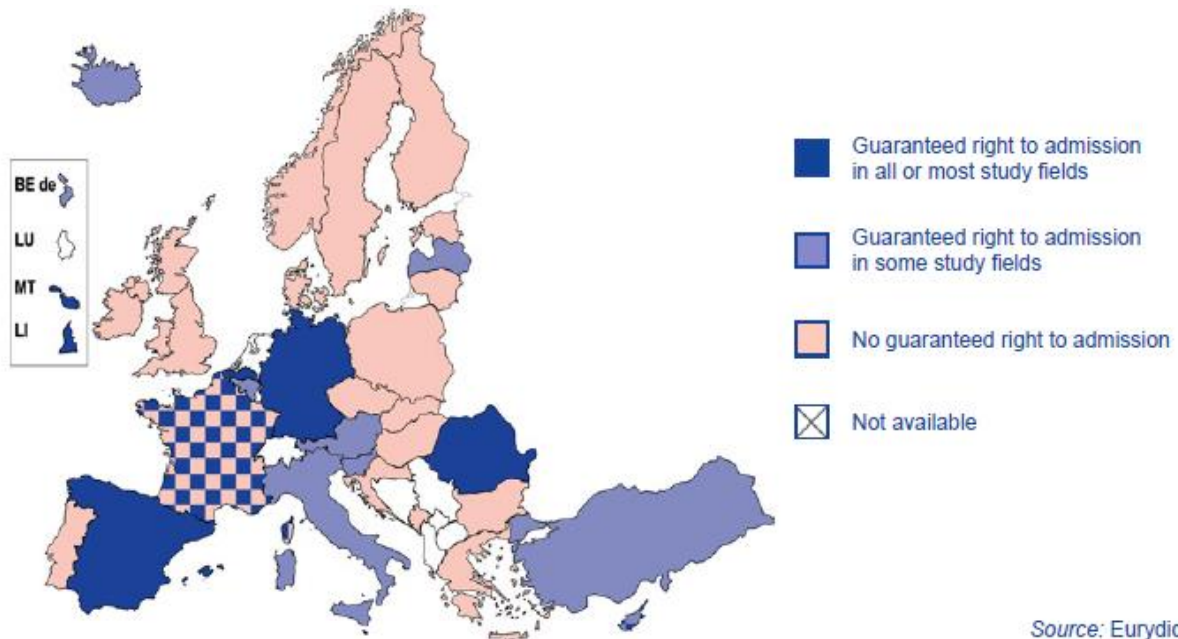 BE de
LU
MT
LI
Guaranteed right to admission
in all or most study fields
Guaranteed right to admission
in some study fields
No guaranteed right to admission
Not available
Source: Eurydic